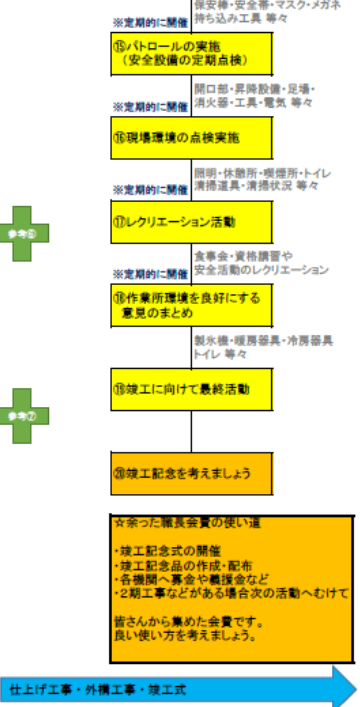 保安棒・安全帯・マスク・メガネ
持ち込み工具 等々
※定期的に開催
⑮パトロールの実施
（安全設備の定期点検）
開口部・昇降設備・足場・
消火器・工具・電気 等々
※定期的に開催
⑯現場環境の点検実施
照明・休憩所・喫煙所・トイレ
清掃道具・清掃状況 等々
※定期的に開催
⑰レクリエーション活動
参考⑥
食事会・資格講習や
安全活動のレクリエーション
※定期的に開催
⑱作業所環境を良好にする
意見のまとめ
製氷機・暖房器具・冷房器具
トイレ 等々
⑲竣工に向けて最終活動
参考⑦
⑳竣工記念を考えましょう
☆余った職長会費の使い道
・竣工記念式の開催
・竣工記念品の作成・配布
・各機関へ募金や義援金など
・2期工事などがある場合次の活動へむけて
皆さんから集めた会費です。
良い使い方を考えましょう。
仕上げ工事・外構工事・竣工式